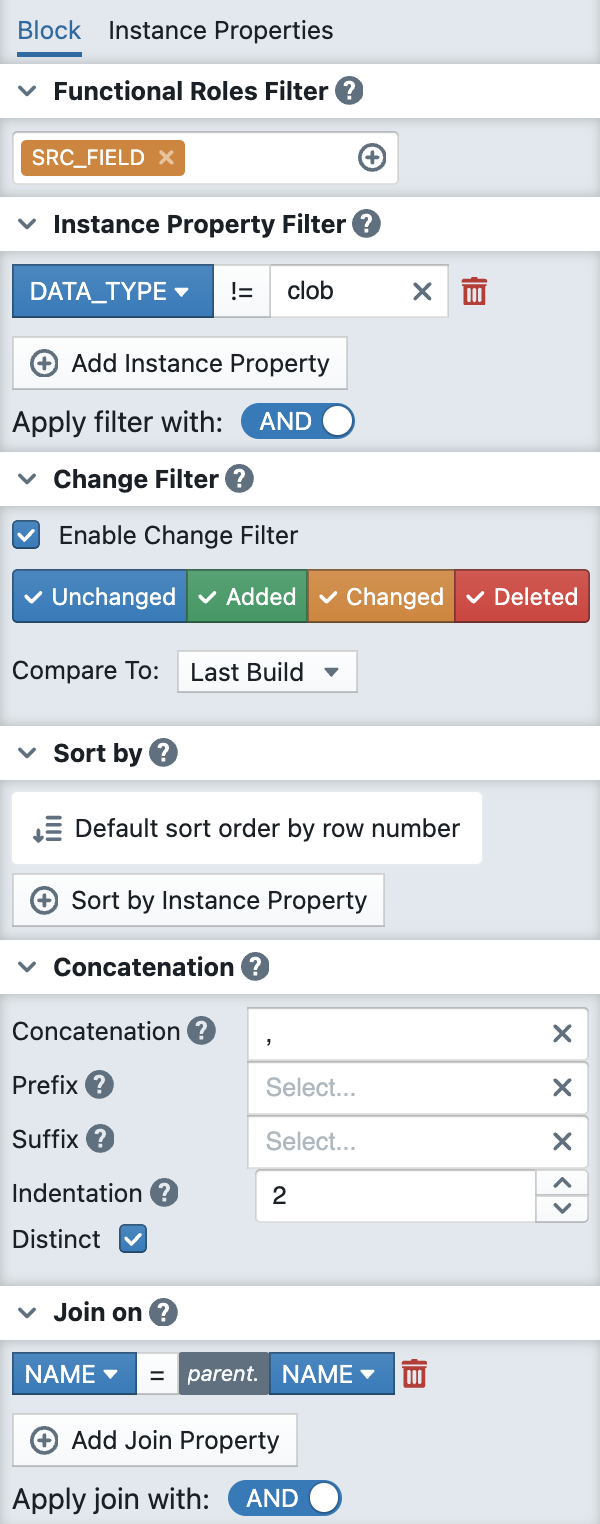 Block Instance Properties
Functional Roles Filter ?
SRC_FIELD ×
Instance Property Filter ?
DATA_TYPE != clob
Add Instance Property
Apply filter with: AND
Change Filter ?
Enable Change Filter
Unchanged Added Changed Deleted
Compare To: Last Build
Sort by ?
Default sort order by row number
Sort by Instance Property
Concatenation ?
Concatenation ? ,
Prefix ? Select...
Suffix ? Select...
Indentation ? 2
Distinct
Join on ?
NAME = parent. NAME
Add Join Property
Apply join with: AND